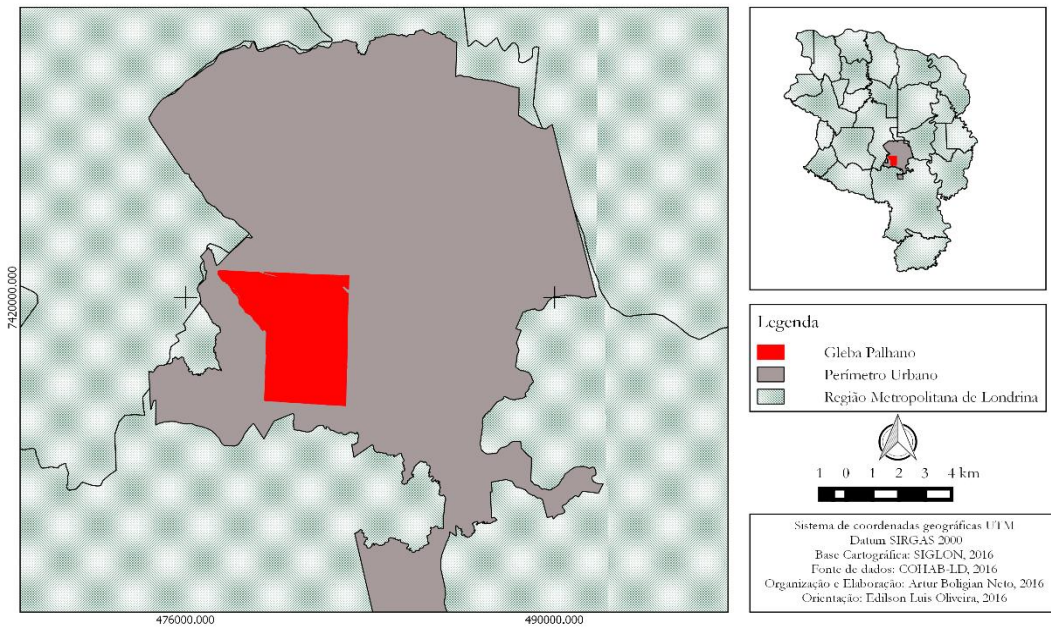 7420000.000
476000.000
490000.000
Legenda
Gleba Palhano
Perímetro Urbano
Região Metropolitana de Londrina
1 0 1 2 3 4 km
Sistema de coordenadas geográficas UTM
Datum SIRGAS 2000
Base Cartográfica: SIGLON, 2016
Fonte de dados: COHAB-LD, 2016
Organização e Elaboração: Artur Boligian Neto, 2016
Orientação: Edilson Luis Oliveira, 2016